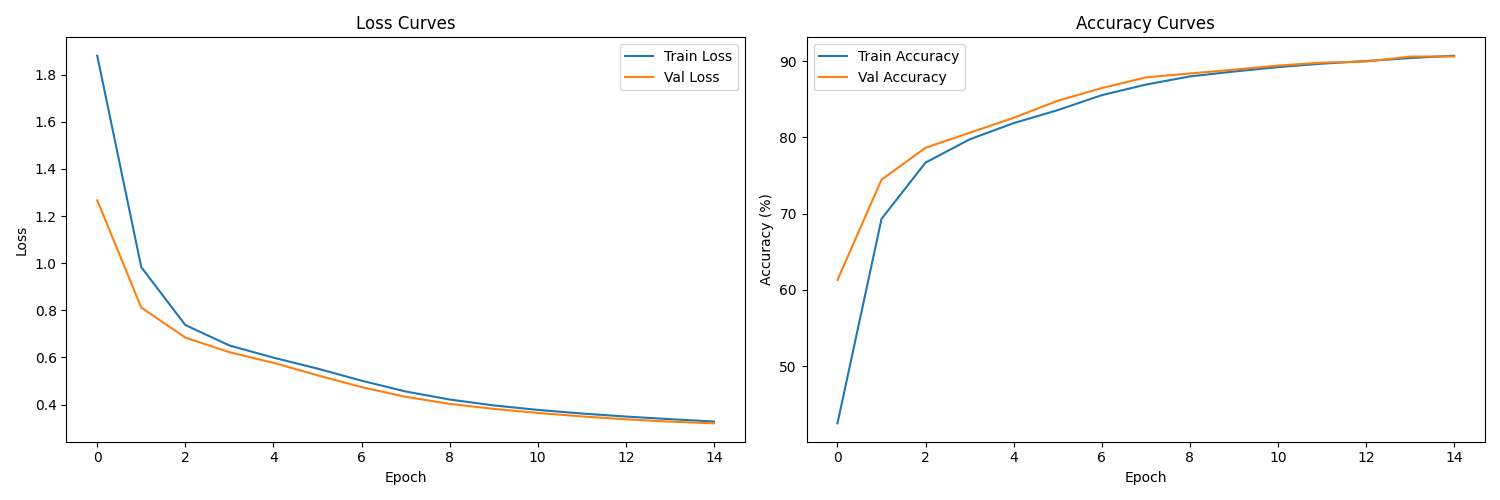 Loss Curves
Train Loss
Val Loss
1.8
1.6
1.4
1.2
1.0
0.8
0.6
0.4
Loss
0 2 4 6 8 10 12 14
Epoch
Accuracy Curves
Train Accuracy
Val Accuracy
90
80
70
60
50
Accuracy (%)
0 2 4 6 8 10 12 14
Epoch